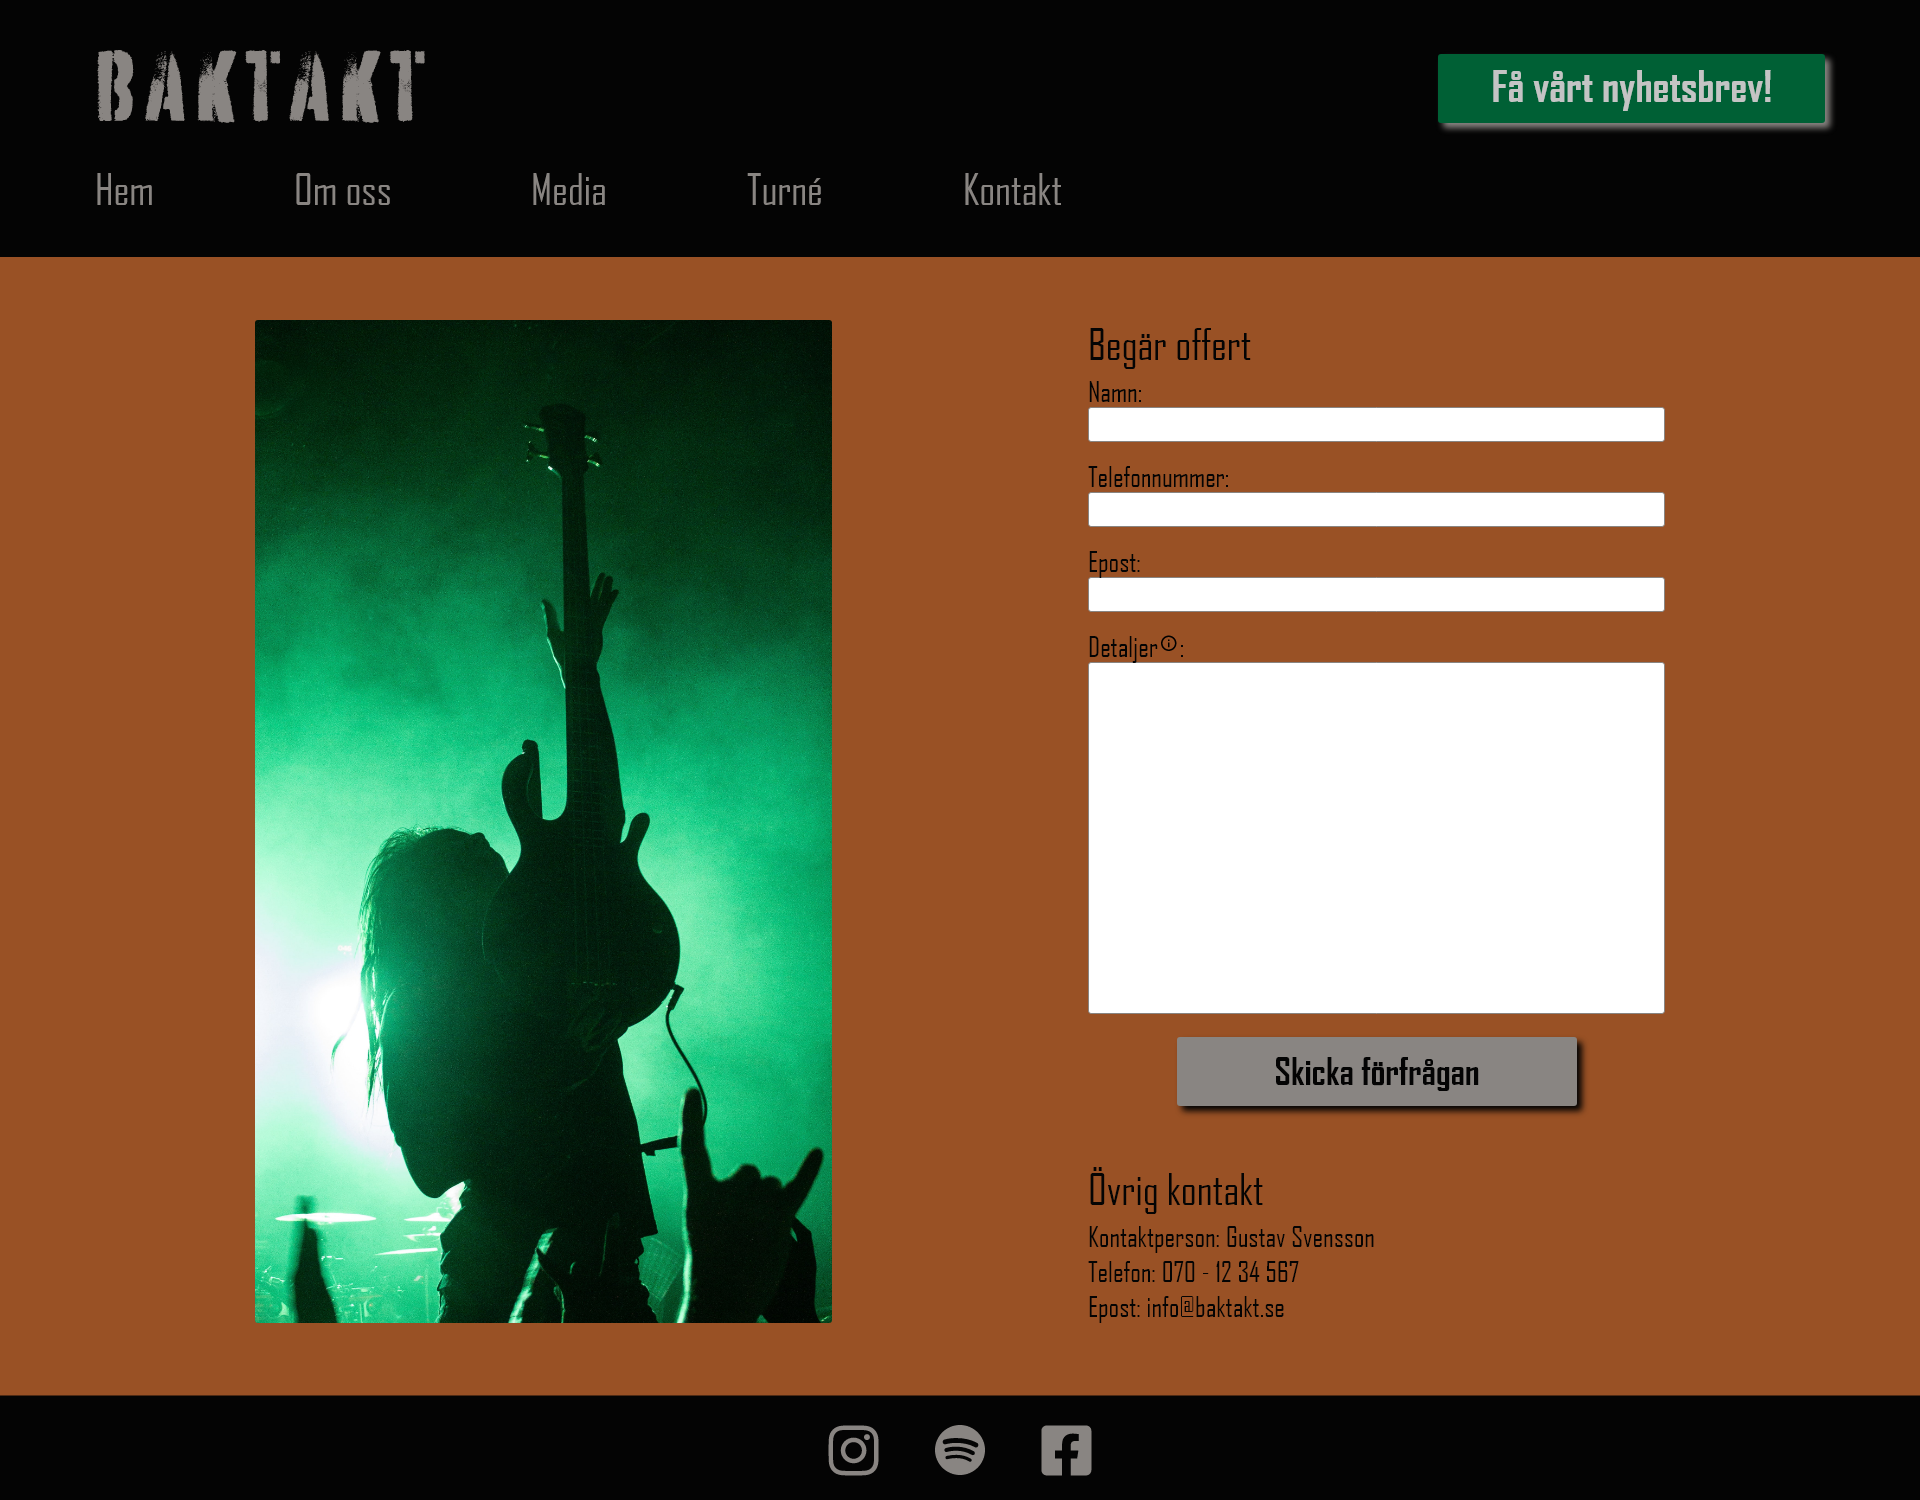 BAKTAKT
Få vårt nyhetsbrev!
Hem
Om oss
Media
Turné
Kontakt
Begär offert
Namn:
Telefonnummer:
Epost:
Detaljer ⓘ:
Skicka förfrågan
Övrig kontakt
Kontaktperson: Gustav Svensson
Telefon: 070 - 12 34 567
Epost: info@baktakt.se